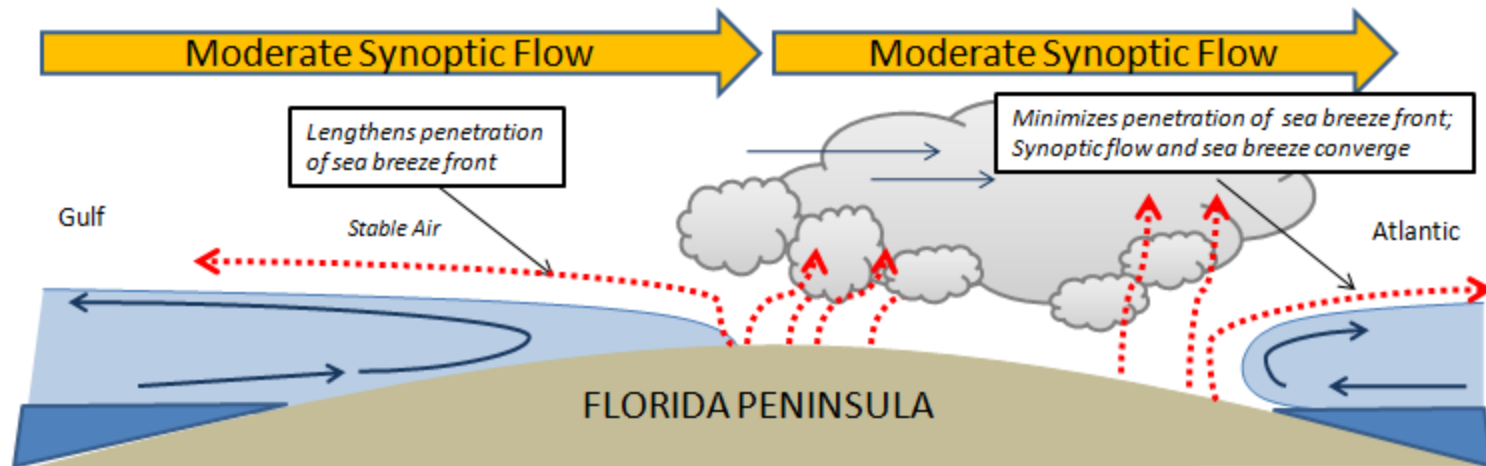 Moderate Synoptic Flow
Moderate Synoptic Flow
Lengthens penetration
of sea breeze front
Minimizes penetration of sea breeze front;
Synoptic flow and sea breeze converge
Gulf
Stable Air
Atlantic
FLORIDA PENINSULA